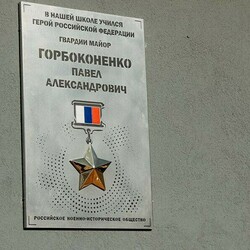 В НАШЕЙ ШКОЛЕ УЧИЛСЯ
ГЕРОЙ РОССИЙСКОЙ ФЕДЕРАЦИИ
ГВАРДИИ МАЙОР
ГОРБОКОНЕНКО
ПАВЕЛ
АЛЕКСАНДРОВИЧ
РОССИЙСКОЕ ВОЕННО-ИСТОРИЧЕСКОЕ ОБЩЕСТВО